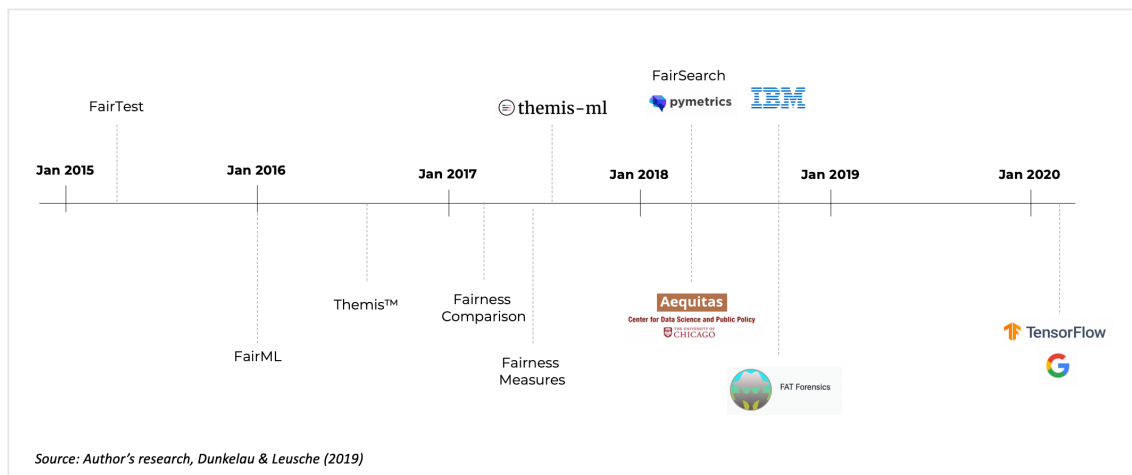 FairSearch
pymetrics
IBM
FairTest
themis-ml
Jan 2015
Jan 2016
Jan 2017
Jan 2018
Jan 2019
Jan 2020
Themis™
Fairness
Comparison
Aequitas
Center for Data Science and Public Policy
THE UNIVERSITY OF
CHICAGO
TensorFlow
FairML
Fairness
Measures
G
FAT Forensics
Source: Author's research, Dunkelau & Leusche (2019)